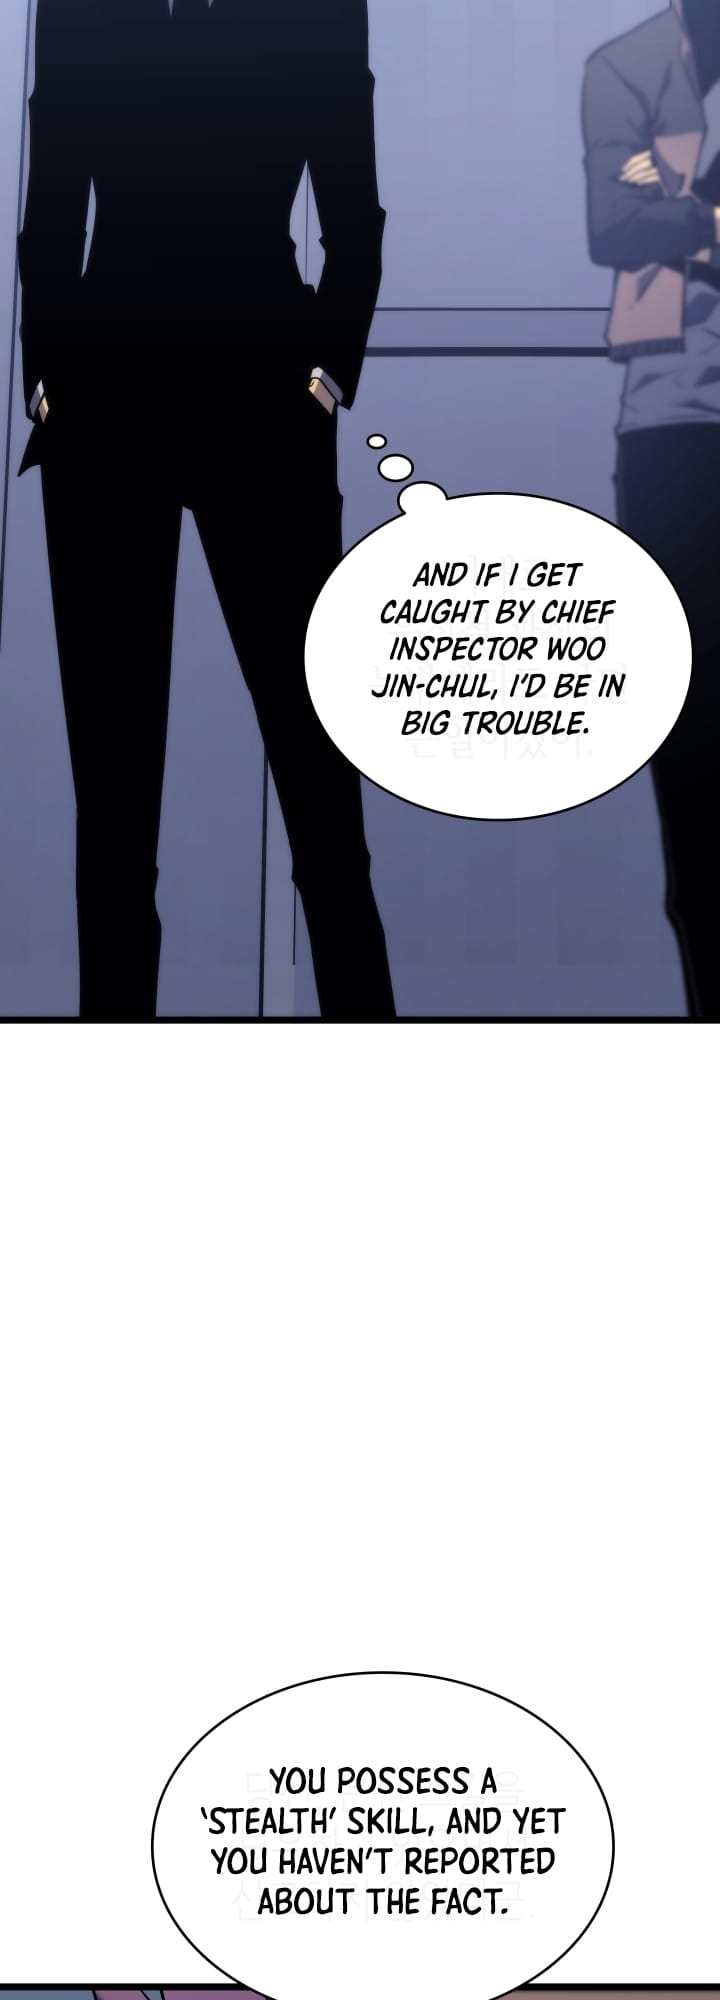 AND IF I GET
CAUGHT BY CHIEF
INSPECTOR WOO
JIN-CHUL, I'D BE IN
BIG TROUBLE.
YOU POSSESS A
'STEALTH' SKILL, AND YET
YOU HAVEN'T REPORTED
ABOUT THE FACT.